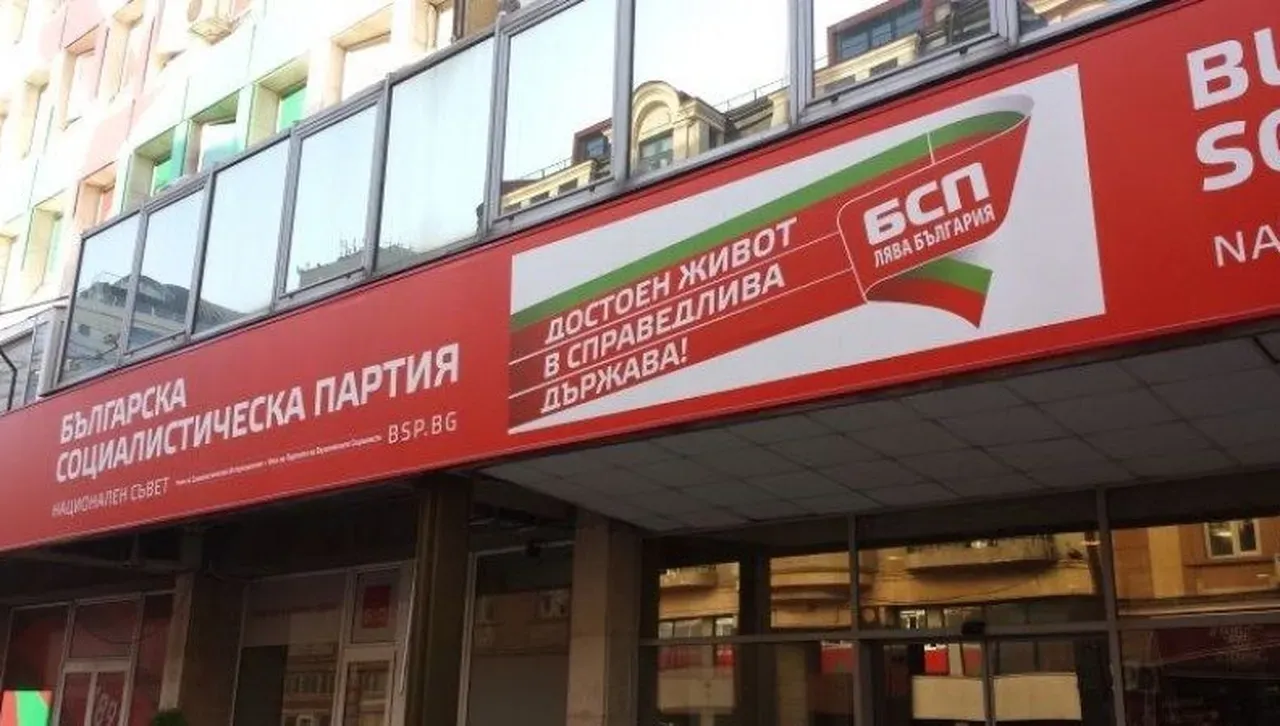 БЪЛГАРСКА
СОЦИАЛИСТИЧЕСКА ПАРТИЯ
НАЦИОНАЛЕН СЪВЕТ
BSP.BG
ДОСТОЕН ЖИВОТ
В СПРАВЕДЛИВА
ДЪРЖАВА!
БСП
ЛЯВА БЪЛГАРИЯ
BU
SO
NA